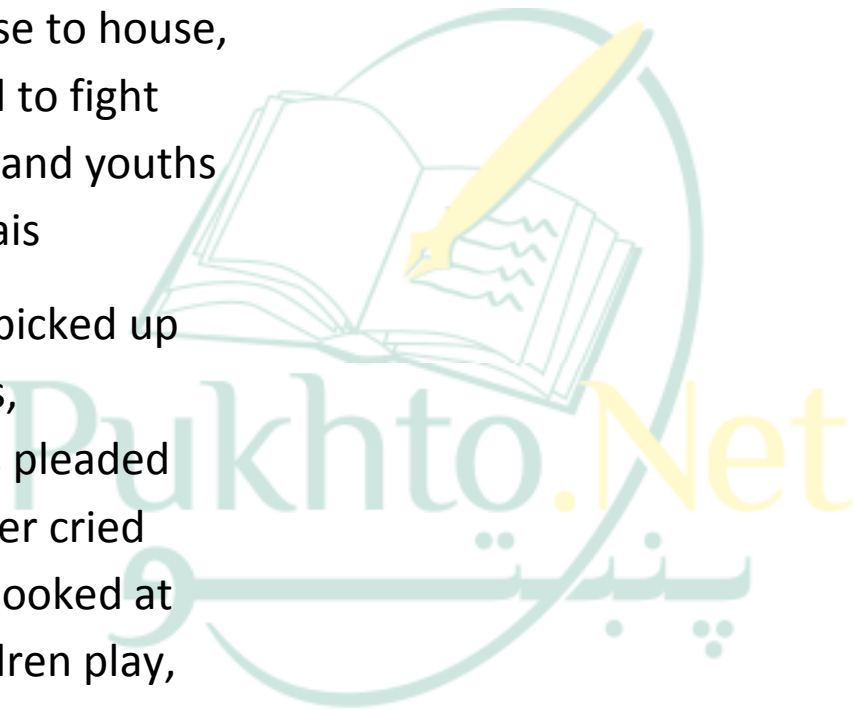 se to house,
to fight
and youths
ais
picked up
s,
pleaded
er cried
ooked at
dren play,
Pukhto.Net
پښتو